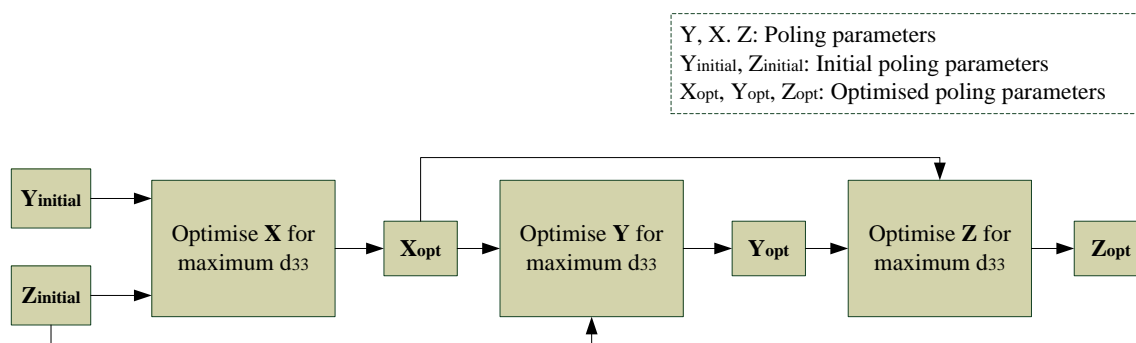 Y, X. Z: Poling parameters
Yinitial, Zinitial: Initial poling parameters
Xopt, Yopt, Zopt: Optimised poling parameters
Yinitial
Zinitial
Optimise X for
maximum d33
Xopt
Optimise Y for
maximum d33
Yopt
Optimise Z for
maximum d33
Zopt